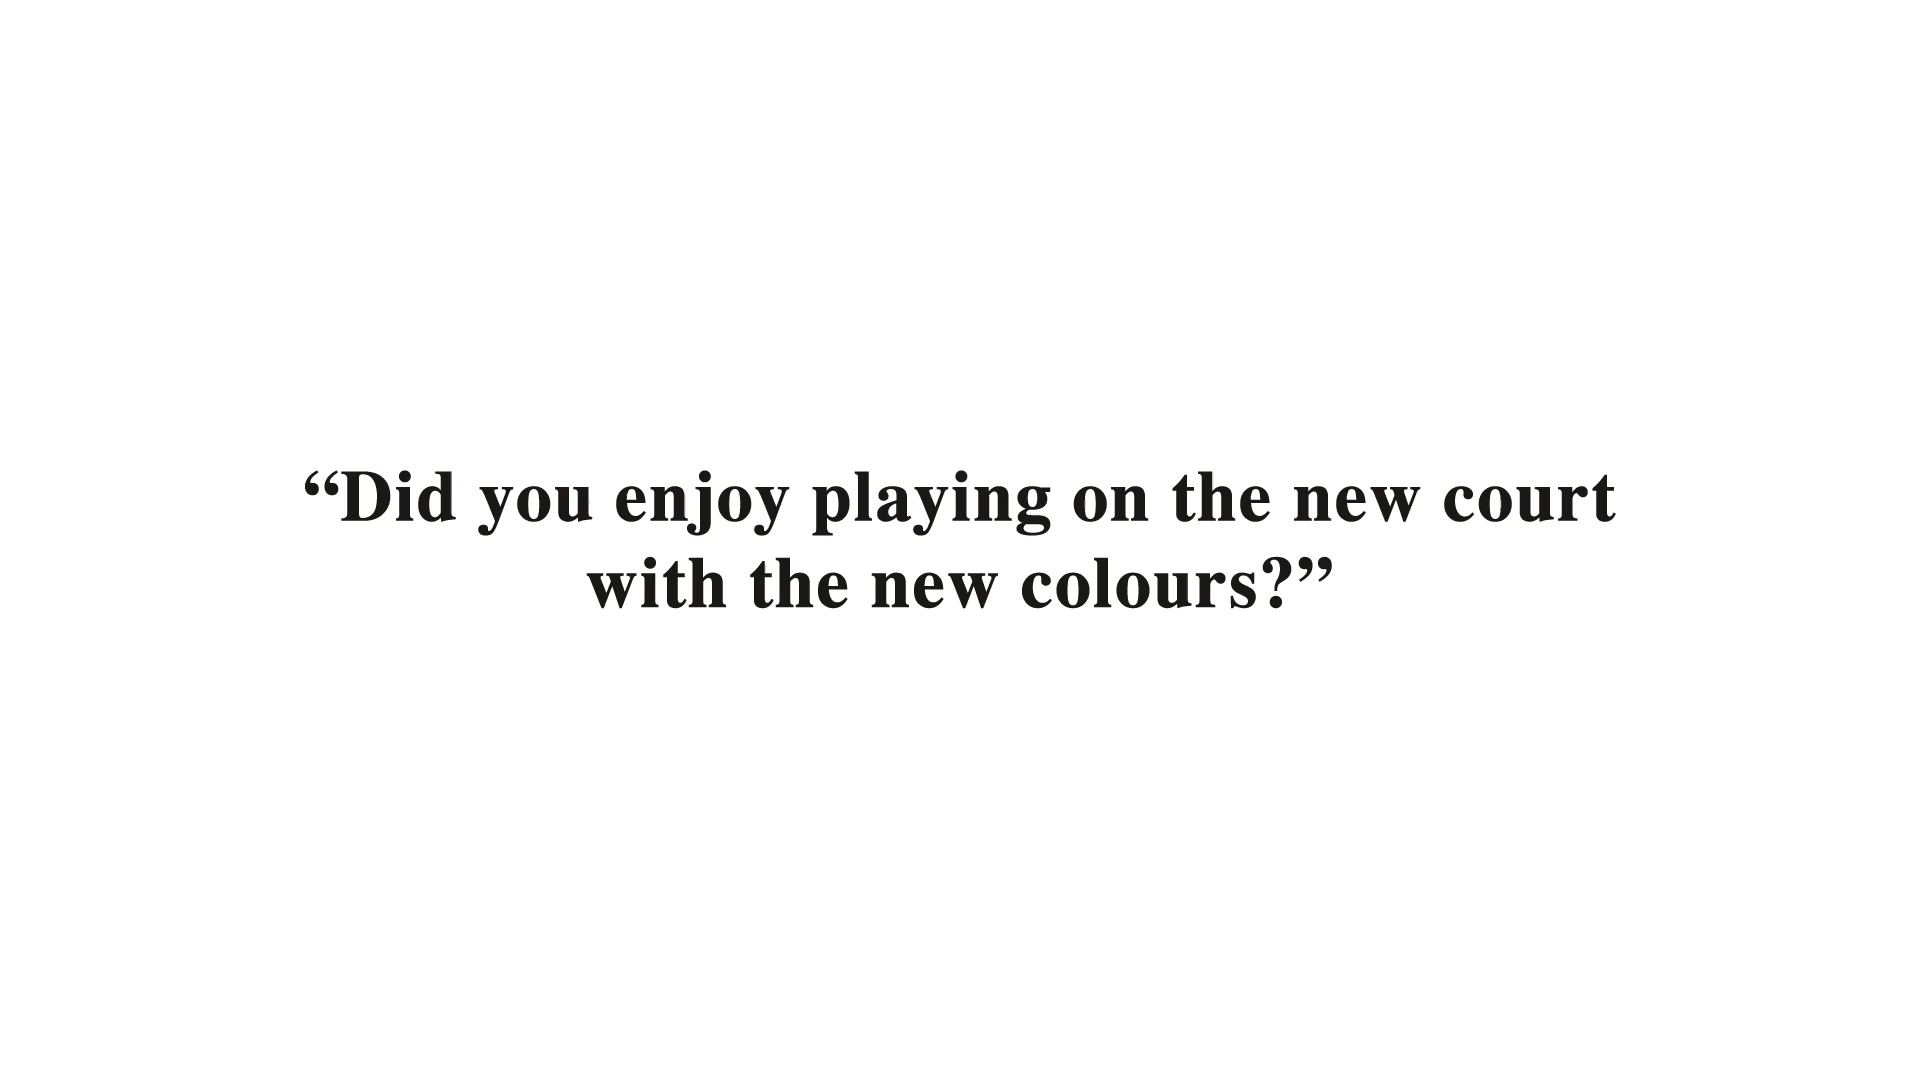 “Did you enjoy playing on the new court
with the new colours?”